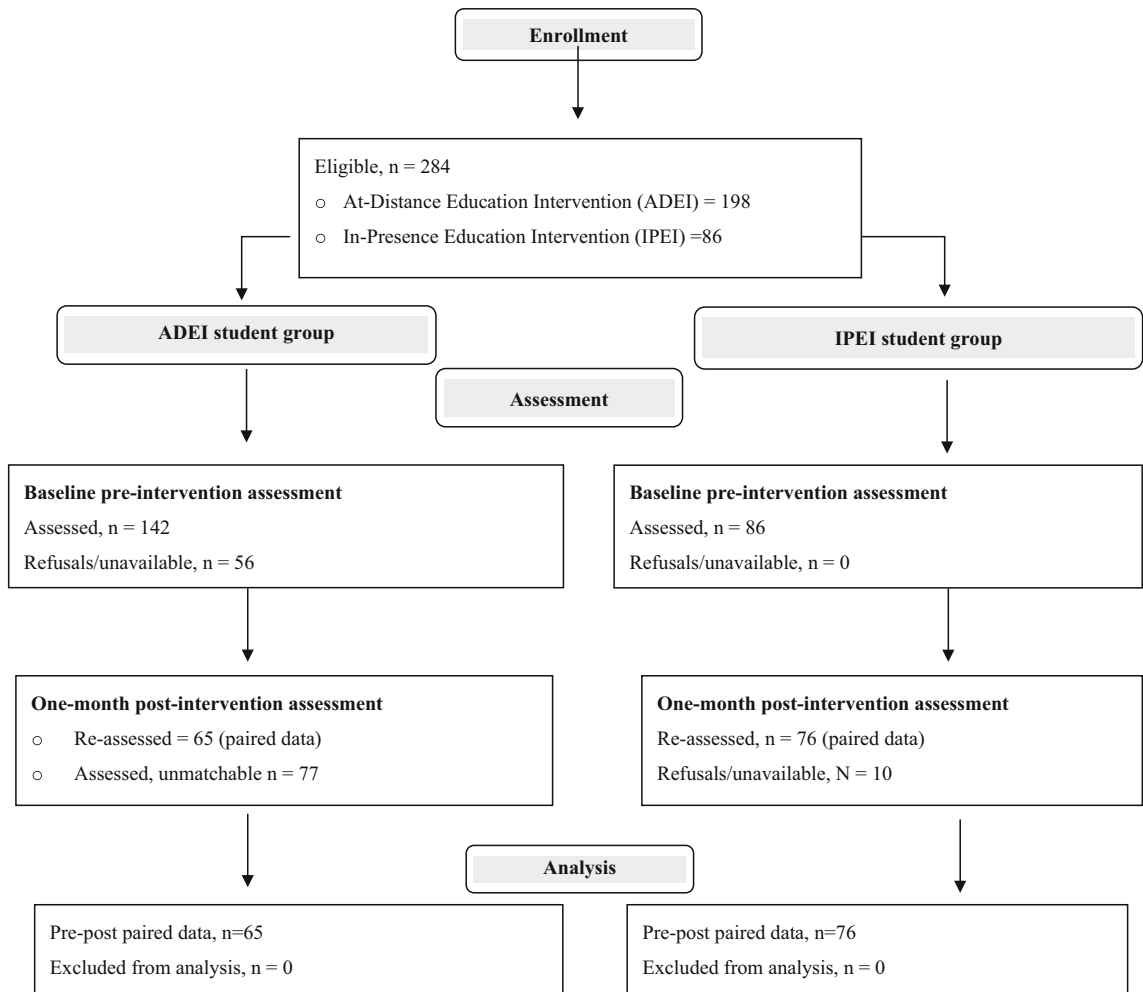 Enrollment
Eligible, n = 284
○ At-Distance Education Intervention (ADEI) = 198
○ In-Presence Education Intervention (IPEI) =86
ADEI student group
IPEI student group
Assessment
Baseline pre-intervention assessment
Assessed, n = 142
Refusals/unavailable, n = 56
Baseline pre-intervention assessment
Assessed, n = 86
Refusals/unavailable, n = 0
One-month post-intervention assessment
○ Re-assessed = 65 (paired data)
○ Assessed, unmatchable n = 77
One-month post-intervention assessment
Re-assessed, n = 76 (paired data)
Refusals/unavailable, N = 10
Analysis
Pre-post paired data, n=65
Excluded from analysis, n = 0
Pre-post paired data, n=76
Excluded from analysis, n = 0